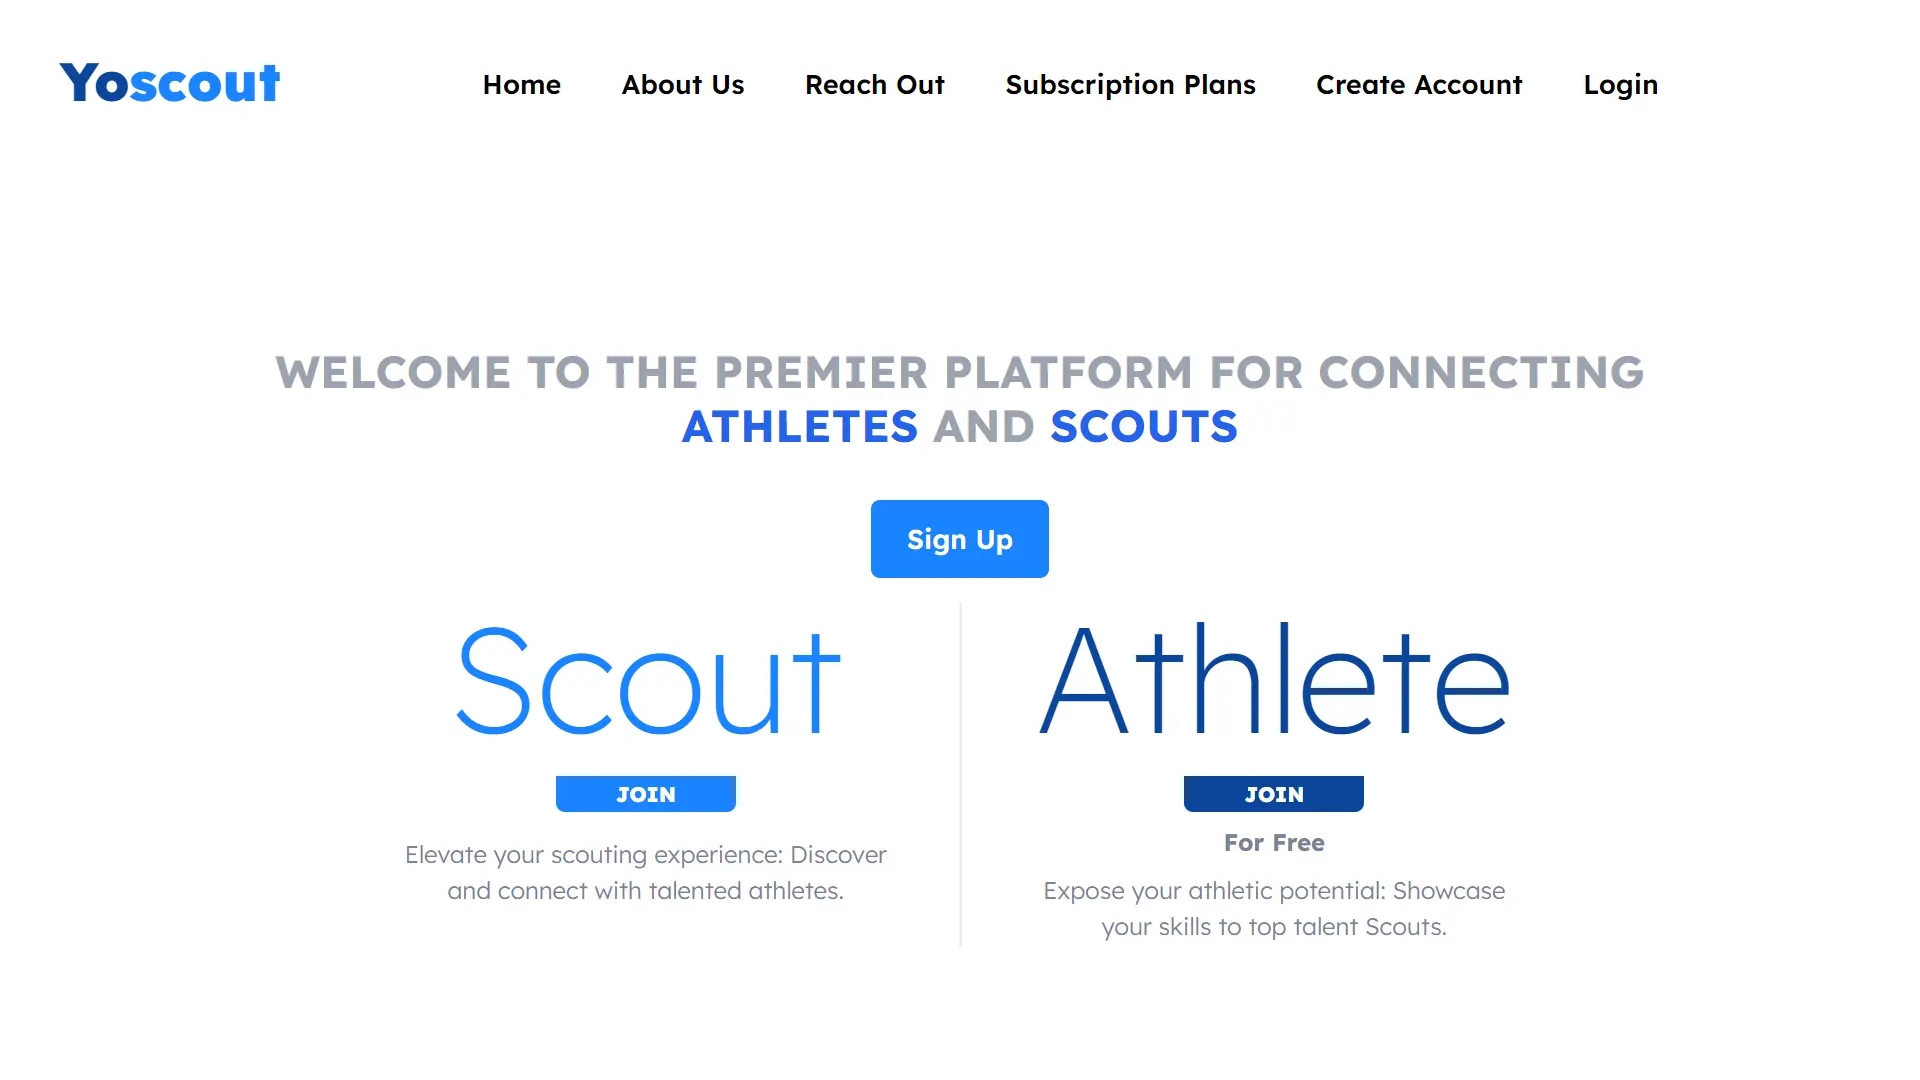 Yoscout
Home
About Us
Reach Out
Subscription Plans
Create Account
Login
WELCOME TO THE PREMIER PLATFORM FOR CONNECTING
ATHLETES AND SCOUTS
Sign Up
Scout
JOIN
Elevate your scouting experience: Discover
and connect with talented athletes.
Athlete
JOIN
For Free
Expose your athletic potential: Showcase
your skills to top talent Scouts.